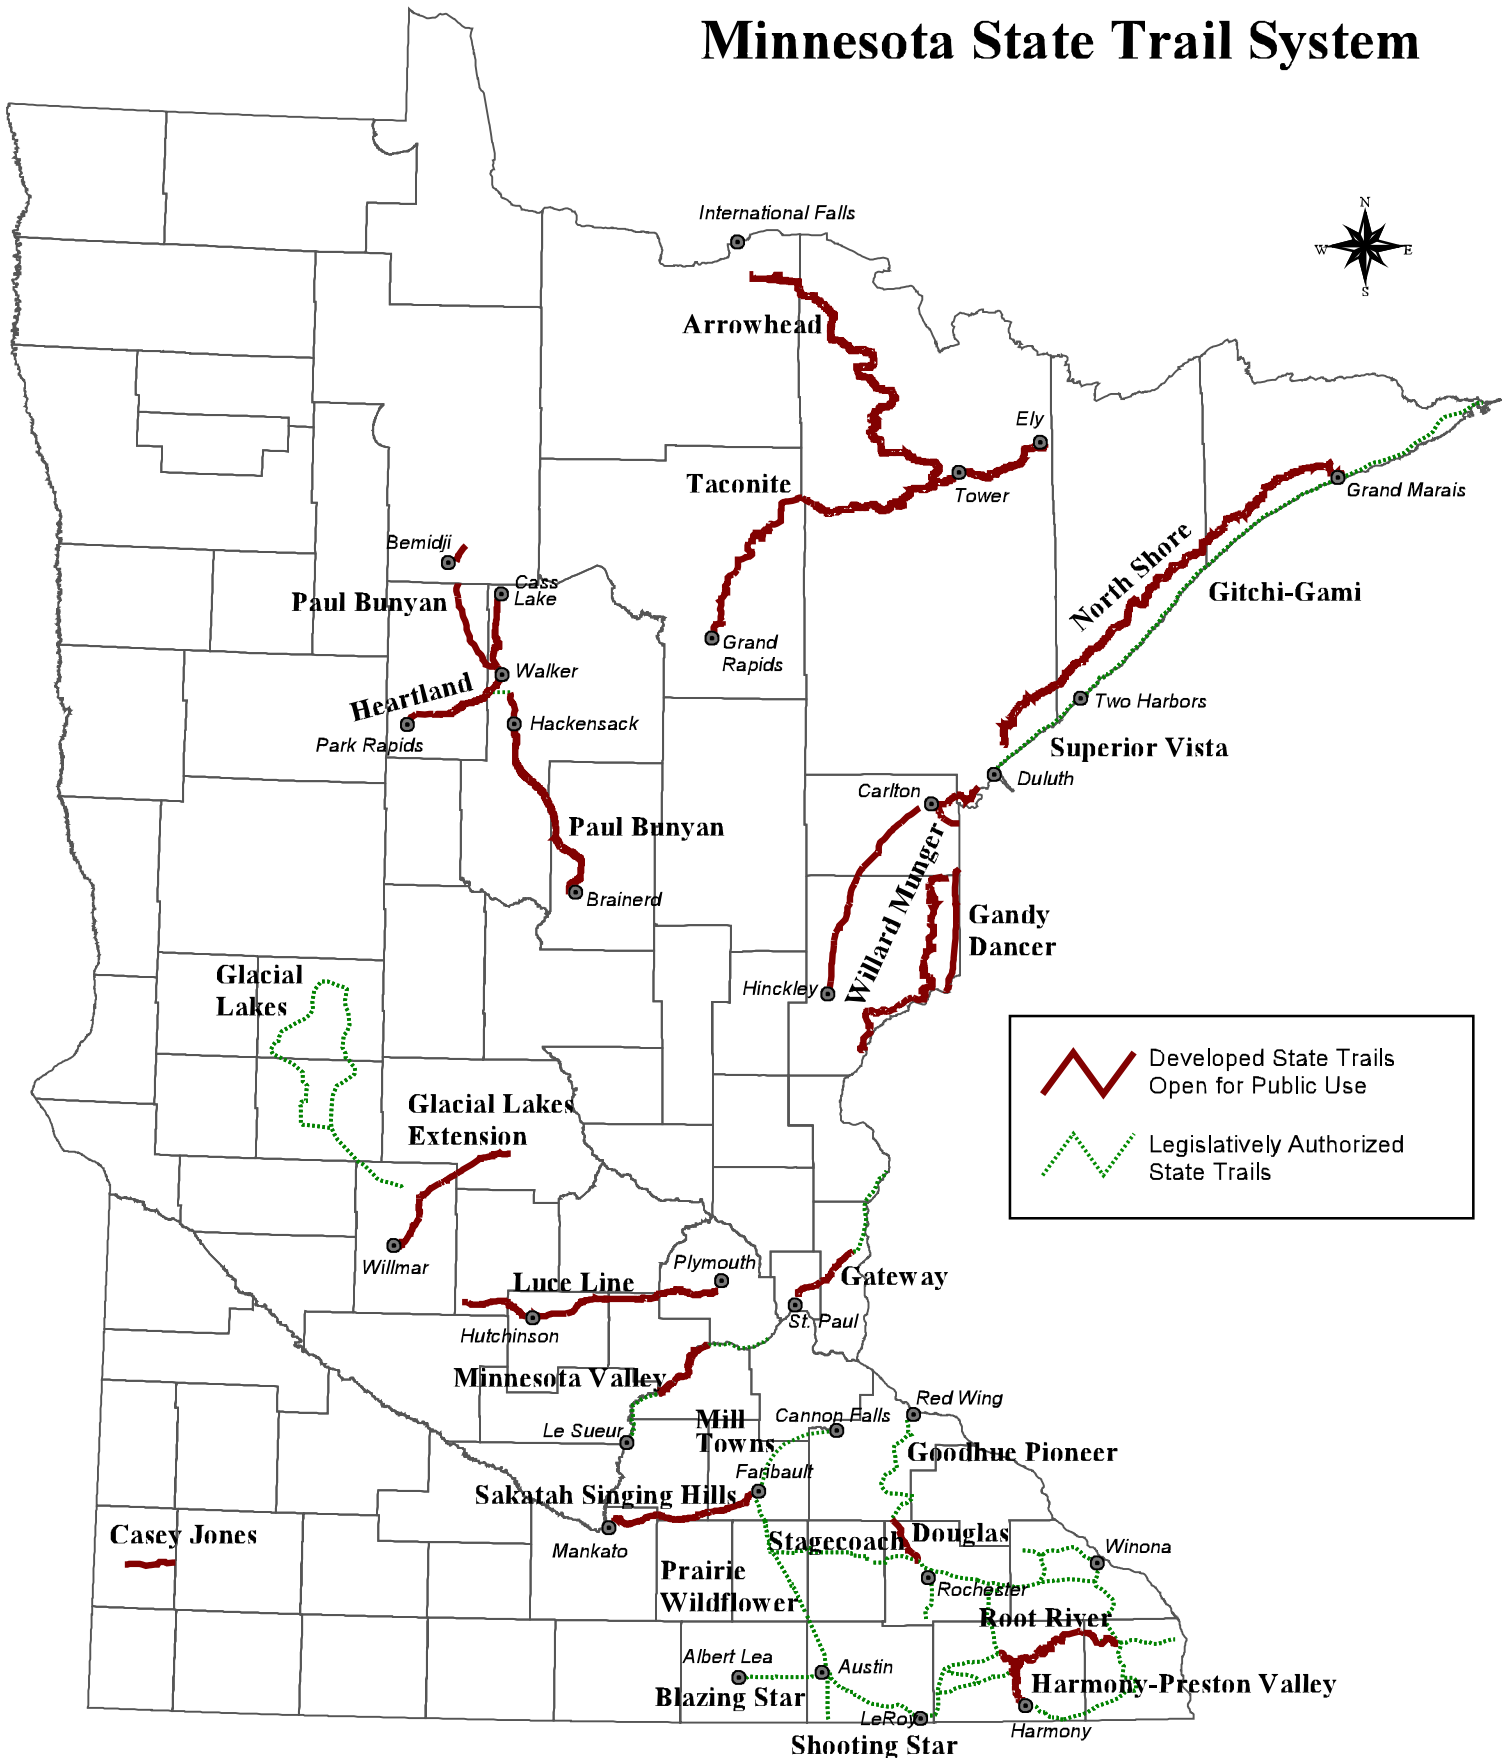 Minnesota State Trail System
N
W
E
S
International Falls
Arrowhead
Ely
Taconite
Tower
Grand Marais
Bemidji
Cass
Lake
Paul Bunyan
North Shore
Gitchi-Gami
Grand
Rapids
Walker
Heartland
Two Harbors
Hackensack
Park Rapids
Superior Vista
Duluth
Carlton
Paul Bunyan
Willard Munger
Brainerd
Gandy
Dancer
Glacial
Lakes
Hinckley
Developed State Trails
Open for Public Use
Legislatively Authorized
State Trails
Glacial Lakes
Extension
Willmar
Plymouth
Luce Line
Gateway
St. Paul
Hutchinson
Minnesota Valley
Red Wing
Mill
Towns
Cannon Falls
Le Sueur
Goodhue Pioneer
Faribault
Sakatah Singing Hills
Casey Jones
Stagecoach
Douglas
Winona
Mankato
Prairie
Wildflower
Rochester
Root River
Albert Lea
Austin
Blazing Star
Harmony-Preston Valley
LeRoy
Harmony
Shooting Star